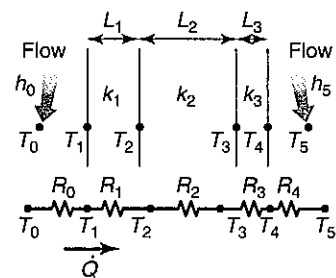 L₁ L₂ L₃
Flow Flow
h₀ k₁ k₂ k₃ h₅
T₀ T₁ T₂ T₃ T₄ T₅
R₀ R₁ R₂ R₃ R₄
T₀ T₁ T₂ T₃ T₄ T₅
Q̇